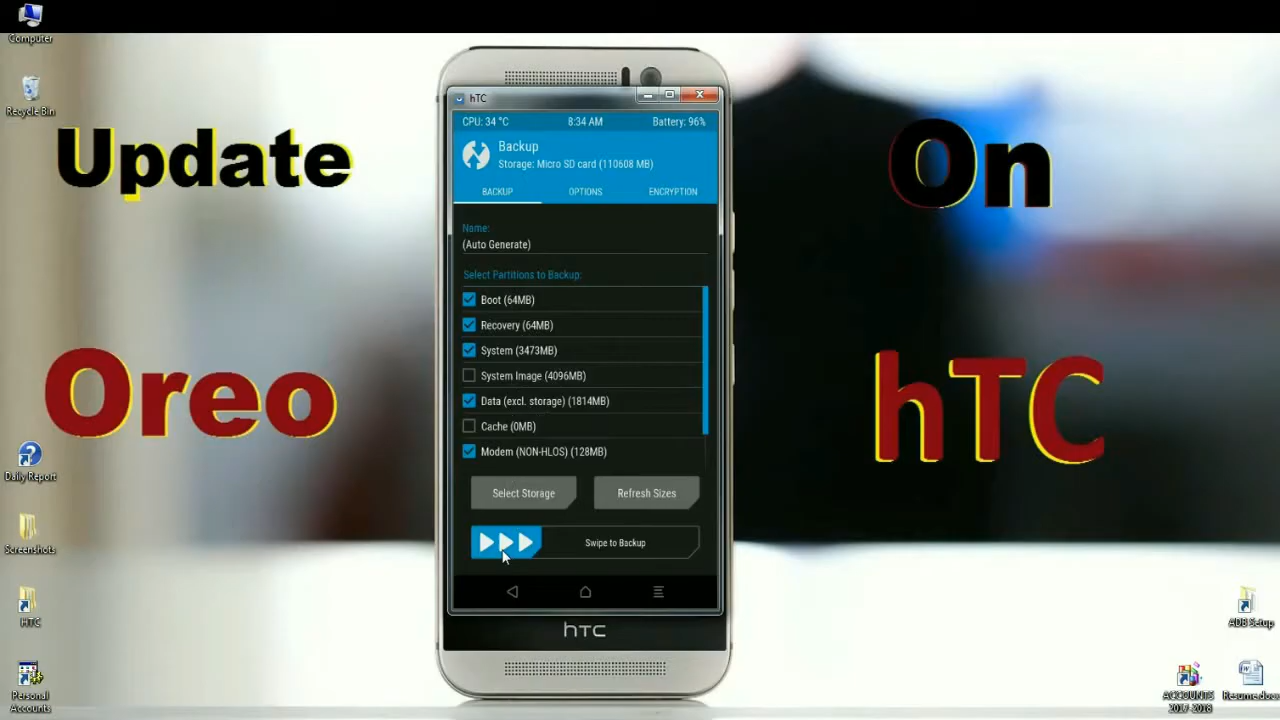 Computer
Recycle Bin
Update
Oreo
On
hTC
hTC
CPU: 34 °C 8:34 AM Battery: 96%
Backup
Storage: Micro SD card (110608 MB)
BACKUP OPTIONS ENCRYPTION
Name:
(Auto Generate)
Select Partitions to Backup:
Boot (64MB)
Recovery (64MB)
System (3473MB)
System Image (4096MB)
Data (excl. storage) (1814MB)
Cache (0MB)
Modem (NON-HLOS) (128MB)
Select Storage Refresh Sizes
Swipe to Backup
hTC
Daily Report
Screenshots
HTC
Personal
Accounts
ADB Setup
ACCOUNTS
2017-2018
Resume.docx